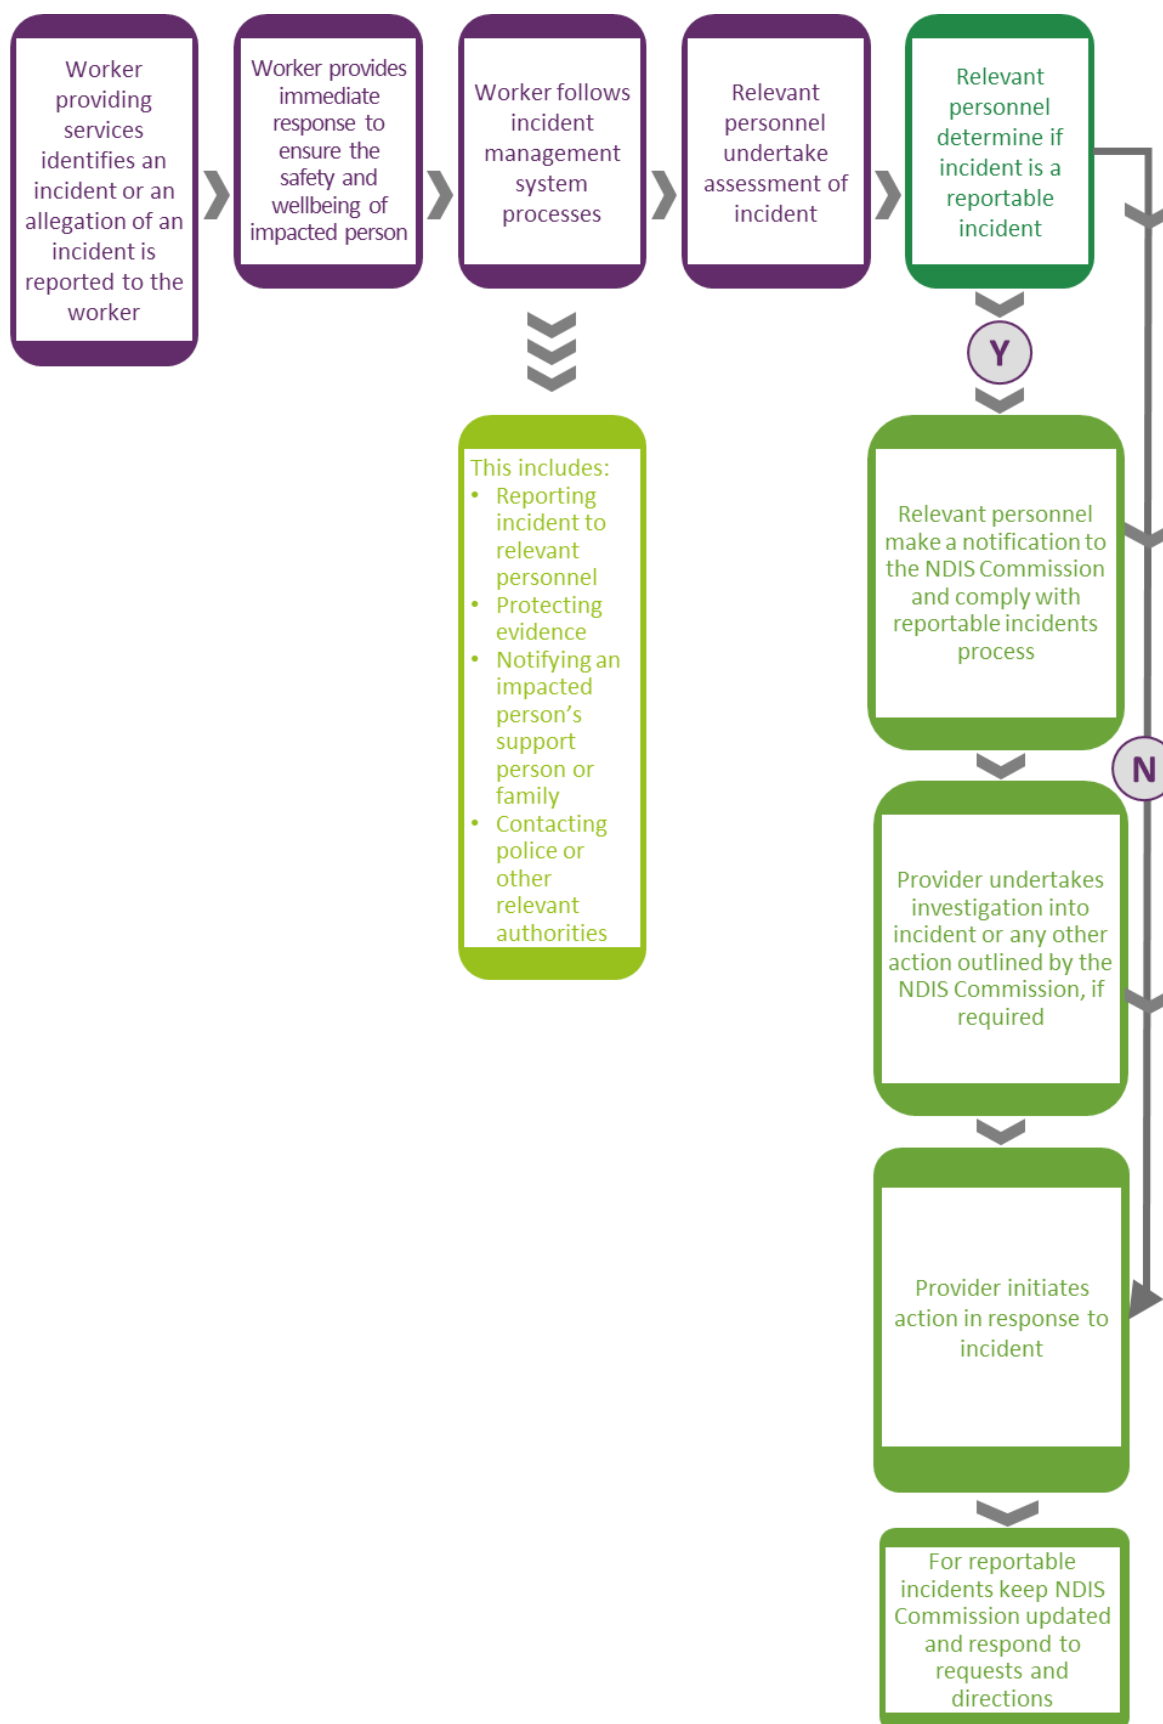 Worker
providing
services
identifies an
incident or an
allegation of an
incident is
reported to the
worker
Worker provides
immediate
response to
ensure the
safety and
wellbeing of
impacted person
Worker follows
incident
management
system
processes
Relevant
personnel
undertake
assessment of
incident
Relevant
personnel
determine if
incident is a
reportable
incident
Y
This includes:
• Reporting
incident to
relevant
personnel
• Protecting
evidence
• Notifying an
impacted
person’s
support
person or
family
• Contacting
police or
other
relevant
authorities
Relevant personnel
make a notification to
the NDIS Commission
and comply with
reportable incidents
process
N
Provider undertakes
investigation into
incident or any other
action outlined by the
NDIS Commission, if
required
Provider initiates
action in response to
incident
For reportable
incidents keep NDIS
Commission updated
and respond to
requests and
directions